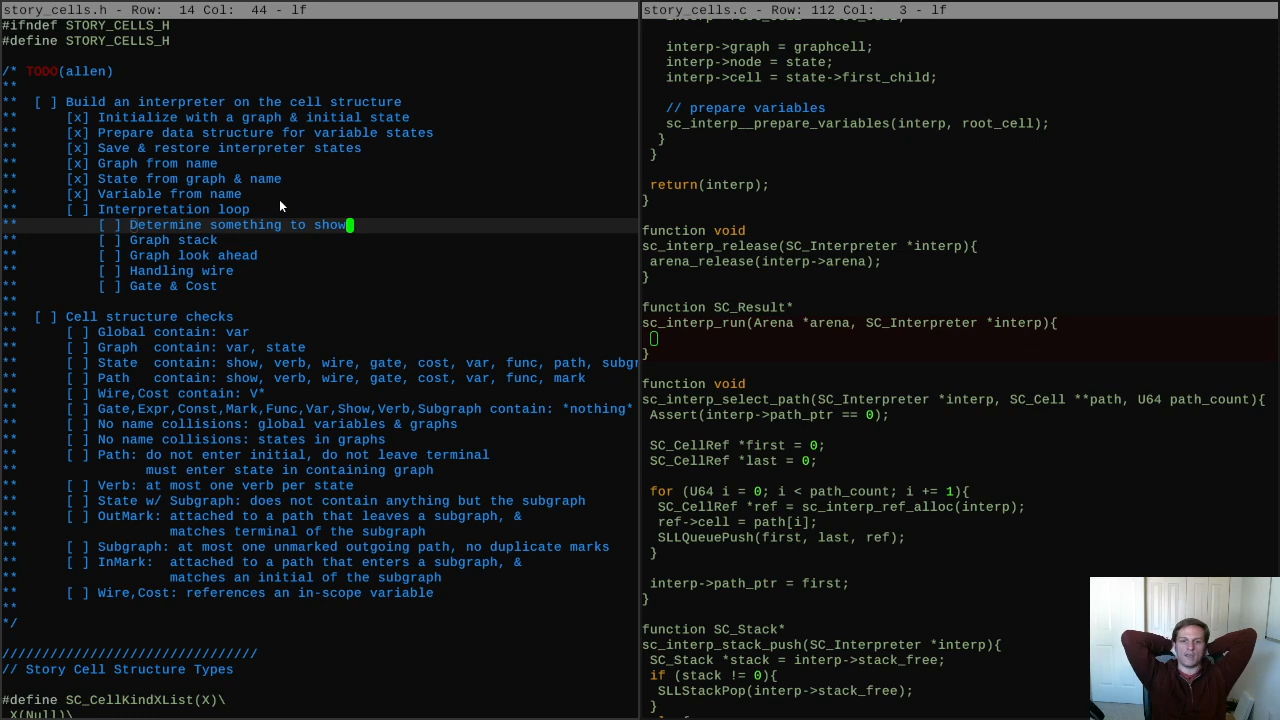 story_cells.h - Row:  14 Col:  44 - lf
#ifndef STORY_CELLS_H
#define STORY_CELLS_H
/* TODO(allen)
**
**  [ ] Build an interpreter on the cell structure
**      [x] Initialize with a graph & initial state
**      [x] Prepare data structure for variable states
**      [x] Save & restore interpreter states
**      [x] Graph from name
**      [x] State from graph & name
**      [x] Variable from name
**      [ ] Interpretation loop
**          [ ] Determine something to show
**          [ ] Graph stack
**          [ ] Graph look ahead
**          [ ] Handling wire
**          [ ] Gate & Cost
**
**  [ ] Cell structure checks
**      [ ] Global contain: var
**      [ ] Graph  contain: var, state
**      [ ] State  contain: show, verb, wire, gate, cost, var, func, path, subgr
**      [ ] Path   contain: show, verb, wire, gate, cost, var, func, mark
**      [ ] Wire,Cost contain: V*
**      [ ] Gate,Expr,Const,Mark,Func,Var,Show,Verb,Subgraph contain: *nothing*
**      [ ] No name collisions: global variables & graphs
**      [ ] No name collisions: states in graphs
**      [ ] Path: do not enter initial, do not leave terminal
**                must enter state in containing graph
**      [ ] Verb: at most one verb per state
**      [ ] State w/ Subgraph: does not contain anything but the subgraph
**      [ ] OutMark: attached to a path that leaves a subgraph, &
**                   matches terminal of the subgraph
**      [ ] Subgraph: at most one unmarked outgoing path, no duplicate marks
**      [ ] InMark:  attached to a path that enters a subgraph, &
**                   matches an initial of the subgraph
**      [ ] Wire,Cost: references an in-scope variable
**
*/
////////////////////////////////
// Story Cell Structure Types
#define SC_CellKindXList(X)\
X(Null)\
story_cells.c - Row: 112 Col:   3 - lf
interp->graph = graphcell;
interp->node = state;
interp->cell = state->first_child;
// prepare variables
sc_interp__prepare_variables(interp, root_cell);
}
}
return(interp);
}
function void
sc_interp_release(SC_Interpreter *interp){
arena_release(interp->arena);
}
function SC_Result*
sc_interp_run(Arena *arena, SC_Interpreter *interp){
}
function void
sc_interp_select_path(SC_Interpreter *interp, SC_Cell **path, U64 path_count){
Assert(interp->path_ptr == 0);
SC_CellRef *first = 0;
SC_CellRef *last = 0;
for (U64 i = 0; i < path_count; i += 1){
SC_CellRef *ref = sc_interp_ref_alloc(interp);
ref->cell = path[i];
SLLQueuePush(first, last, ref);
}
interp->path_ptr = first;
}
function SC_Stack*
sc_interp_stack_push(SC_Interpreter *interp){
SC_Stack *stack = interp->stack_free;
if (stack != 0){
SLLStackPop(interp->stack_free);
}